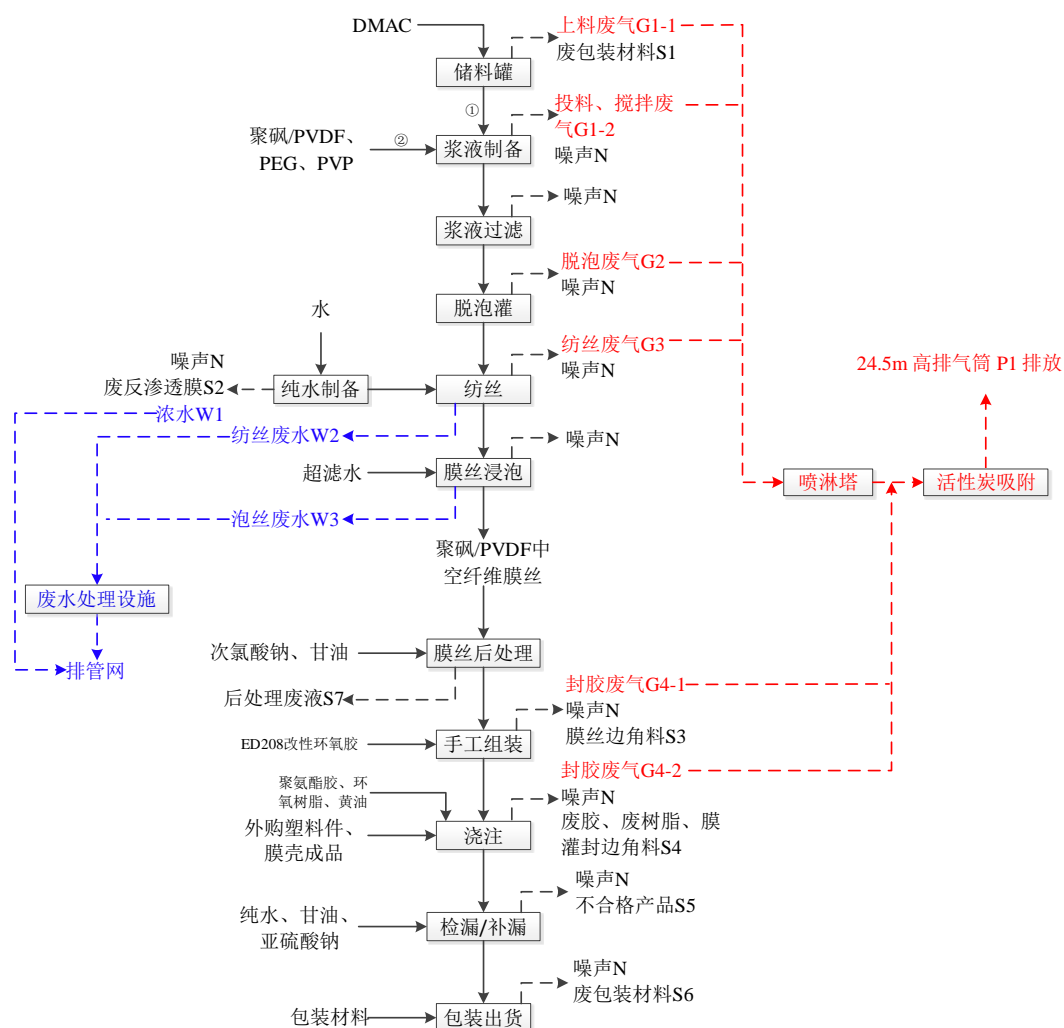 DMAC
上料废气G1-1
废包装材料S1
储料罐
①
投料、搅拌废
气G1-2
噪声N
聚砜/PVDF、
PEG、PVP
②
浆液制备
噪声N
浆液过滤
脱泡废气G2
噪声N
脱泡灌
水
纺丝废气G3
噪声N
24.5m 高排气筒 P1 排放
噪声N
废反渗透膜S2
纯水制备
纺丝
浓水W1
纺丝废水W2
噪声N
超滤水
膜丝浸泡
喷淋塔
活性炭吸附
泡丝废水W3
聚砜/PVDF中
空纤维膜丝
废水处理设施
次氯酸钠、甘油
膜丝后处理
排管网
后处理废液S7
封胶废气G4-1
噪声N
膜丝边角料S3
ED208改性环氧胶
手工组装
封胶废气G4-2
聚氨酯胶、环
氧树脂、黄油
噪声N
废胶、废树脂、膜
灌封边角料S4
外购塑料件、
膜壳成品
浇注
噪声N
不合格产品S5
纯水、甘油、
亚硫酸钠
检漏/补漏
噪声N
废包装材料S6
包装材料
包装出货